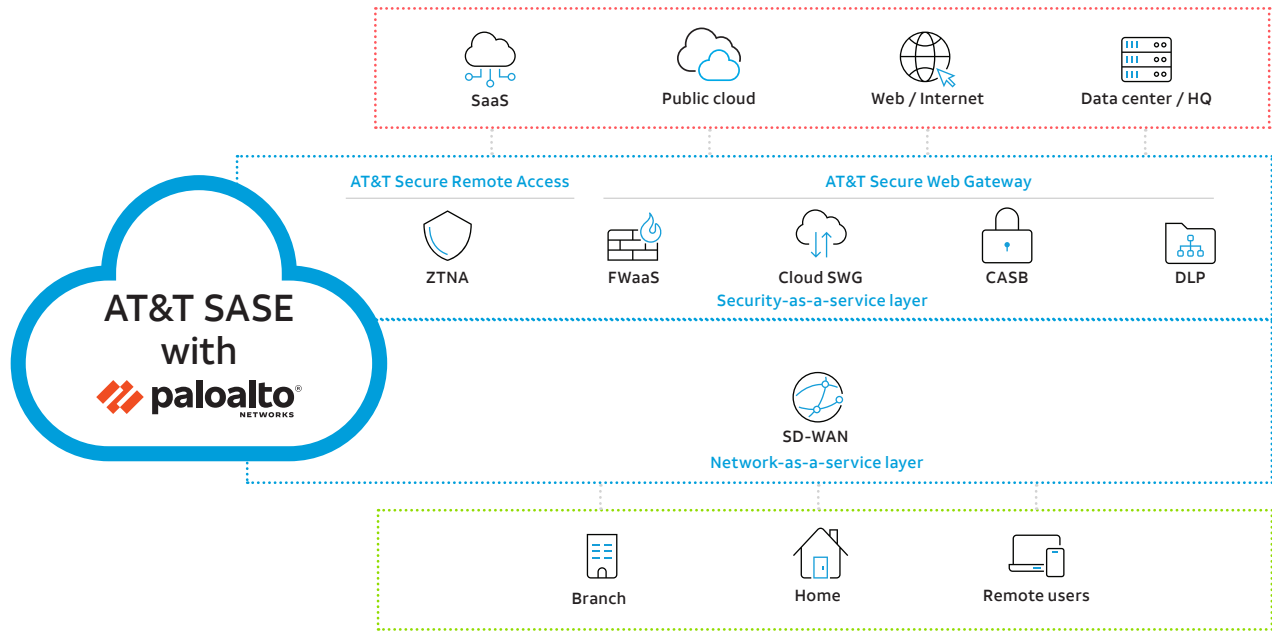 SaaS
Public cloud
Web / Internet
Data center / HQ
AT&T Secure Remote Access
AT&T Secure Web Gateway
ZTNA
FWaaS
Cloud SWG
CASB
DLP
Security-as-a-service layer
AT&T SASE
with
paloalto®
NETWORKS
SD-WAN
Network-as-a-service layer
Branch
Home
Remote users